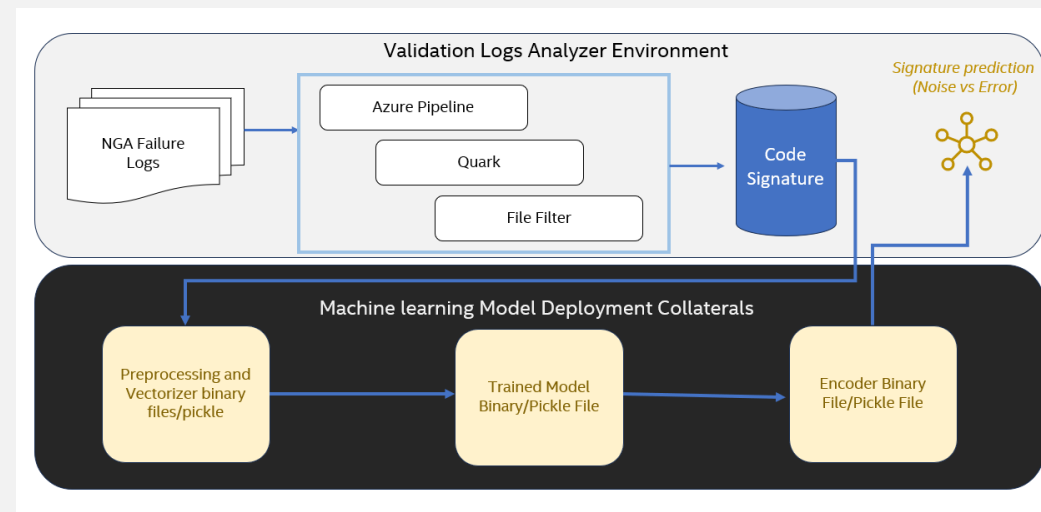 Validation Logs Analyzer Environment
Signature prediction
(Noise vs Error)
NGA Failure
Logs
Azure Pipeline
Quark
File Filter
Code
Signature
Machine learning Model Deployment Collaterals
Preprocessing and
Vectorizer binary
files/pickle
Trained Model
Binary/Pickle File
Encoder Binary
File/Pickle File